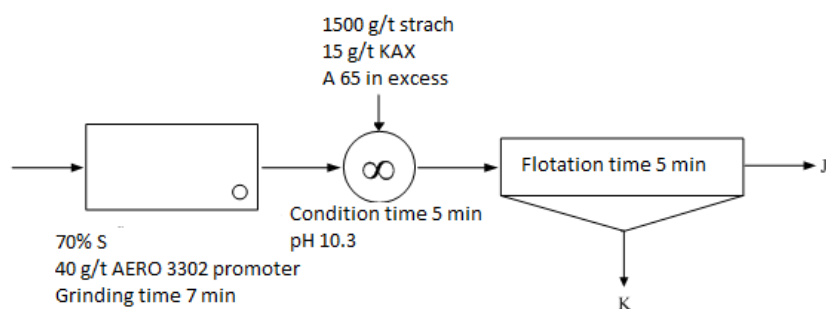 1500 g/t strach
15 g/t KAX
A 65 in excess
∞
Flotation time 5 min
J
Condition time 5 min
pH 10.3
70% S
40 g/t AERO 3302 promoter
Grinding time 7 min
K